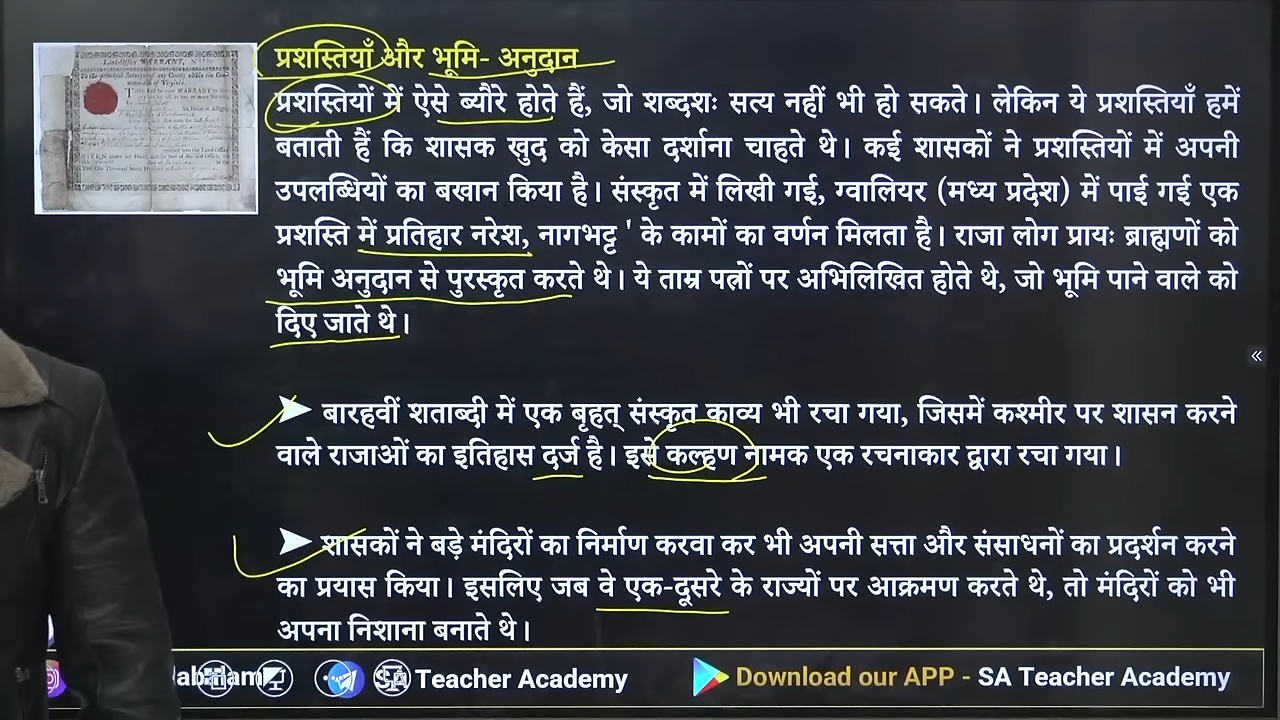 प्रशस्तियाँ और भूमि- अनुदान
प्रशस्तियों में ऐसे ब्यौरे होते हैं, जो शब्दशः सत्य नहीं भी हो सकते। लेकिन ये प्रशस्तियाँ हमें
बताती हैं कि शासक खुद को केसा दर्शाना चाहते थे। कई शासकों ने प्रशस्तियों में अपनी
उपलब्धियों का बखान किया है। संस्कृत में लिखी गई, ग्वालियर (मध्य प्रदेश) में पाई गई एक
प्रशस्ति में प्रतिहार नरेश, नागभट्ट ' के कामों का वर्णन मिलता है। राजा लोग प्रायः ब्राह्मणों को
भूमि अनुदान से पुरस्कृत करते थे। ये ताम्र पत्नों पर अभिलिखित होते थे, जो भूमि पाने वाले को
दिए जाते थे।
➤ बारहवीं शताब्दी में एक बृहत् संस्कृत काव्य भी रचा गया, जिसमें कश्मीर पर शासन करने
वाले राजाओं का इतिहास दर्ज है। इसे कल्हण नामक एक रचनाकार द्वारा रचा गया।
➤ शासकों ने बड़े मंदिरों का निर्माण करवा कर भी अपनी सत्ता और संसाधनों का प्रदर्शन करने
का प्रयास किया। इसलिए जब वे एक-दूसरे के राज्यों पर आक्रमण करते थे, तो मंदिरों को भी
अपना निशाना बनाते थे।
Teacher Academy
Download our APP - SA Teacher Academy